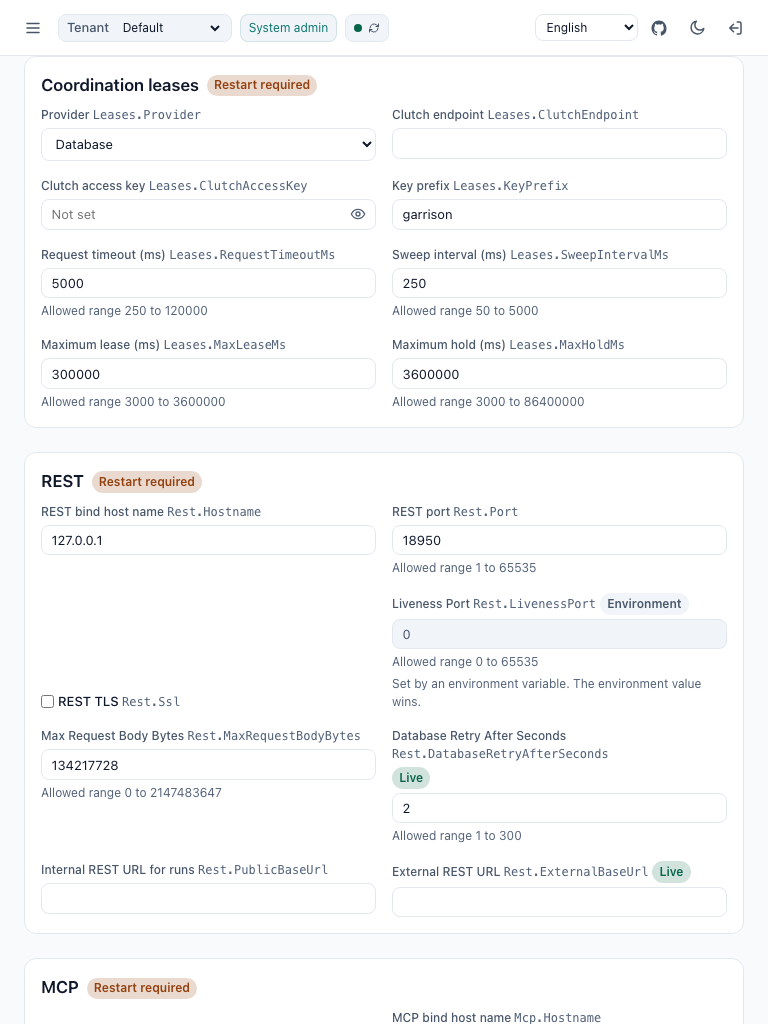 Tenant Default System admin English
Coordination leases Restart required
Provider Leases.Provider
Database
Clutch endpoint Leases.ClutchEndpoint
Clutch access key Leases.ClutchAccessKey
Not set
Key prefix Leases.KeyPrefix
garrison
Request timeout (ms) Leases.RequestTimeoutMs
5000
Allowed range 250 to 120000
Sweep interval (ms) Leases.SweepIntervalMs
250
Allowed range 50 to 5000
Maximum lease (ms) Leases.MaxLeaseMs
300000
Allowed range 3000 to 3600000
Maximum hold (ms) Leases.MaxHoldMs
3600000
Allowed range 3000 to 86400000
REST Restart required
REST bind host name Rest.Hostname
127.0.0.1
REST port Rest.Port
18950
Allowed range 1 to 65535
REST TLS Rest.Ssl
Liveness Port Rest.LivenessPort Environment
0
Allowed range 0 to 65535
Set by an environment variable. The environment value
wins.
Max Request Body Bytes Rest.MaxRequestBodyBytes
134217728
Allowed range 0 to 2147483647
Database Retry After Seconds
Rest.DatabaseRetryAfterSeconds
Live
2
Allowed range 1 to 300
Internal REST URL for runs Rest.PublicBaseUrl
External REST URL Rest.ExternalBaseUrl Live
MCP Restart required
MCP bind host name Mcp.Hostname